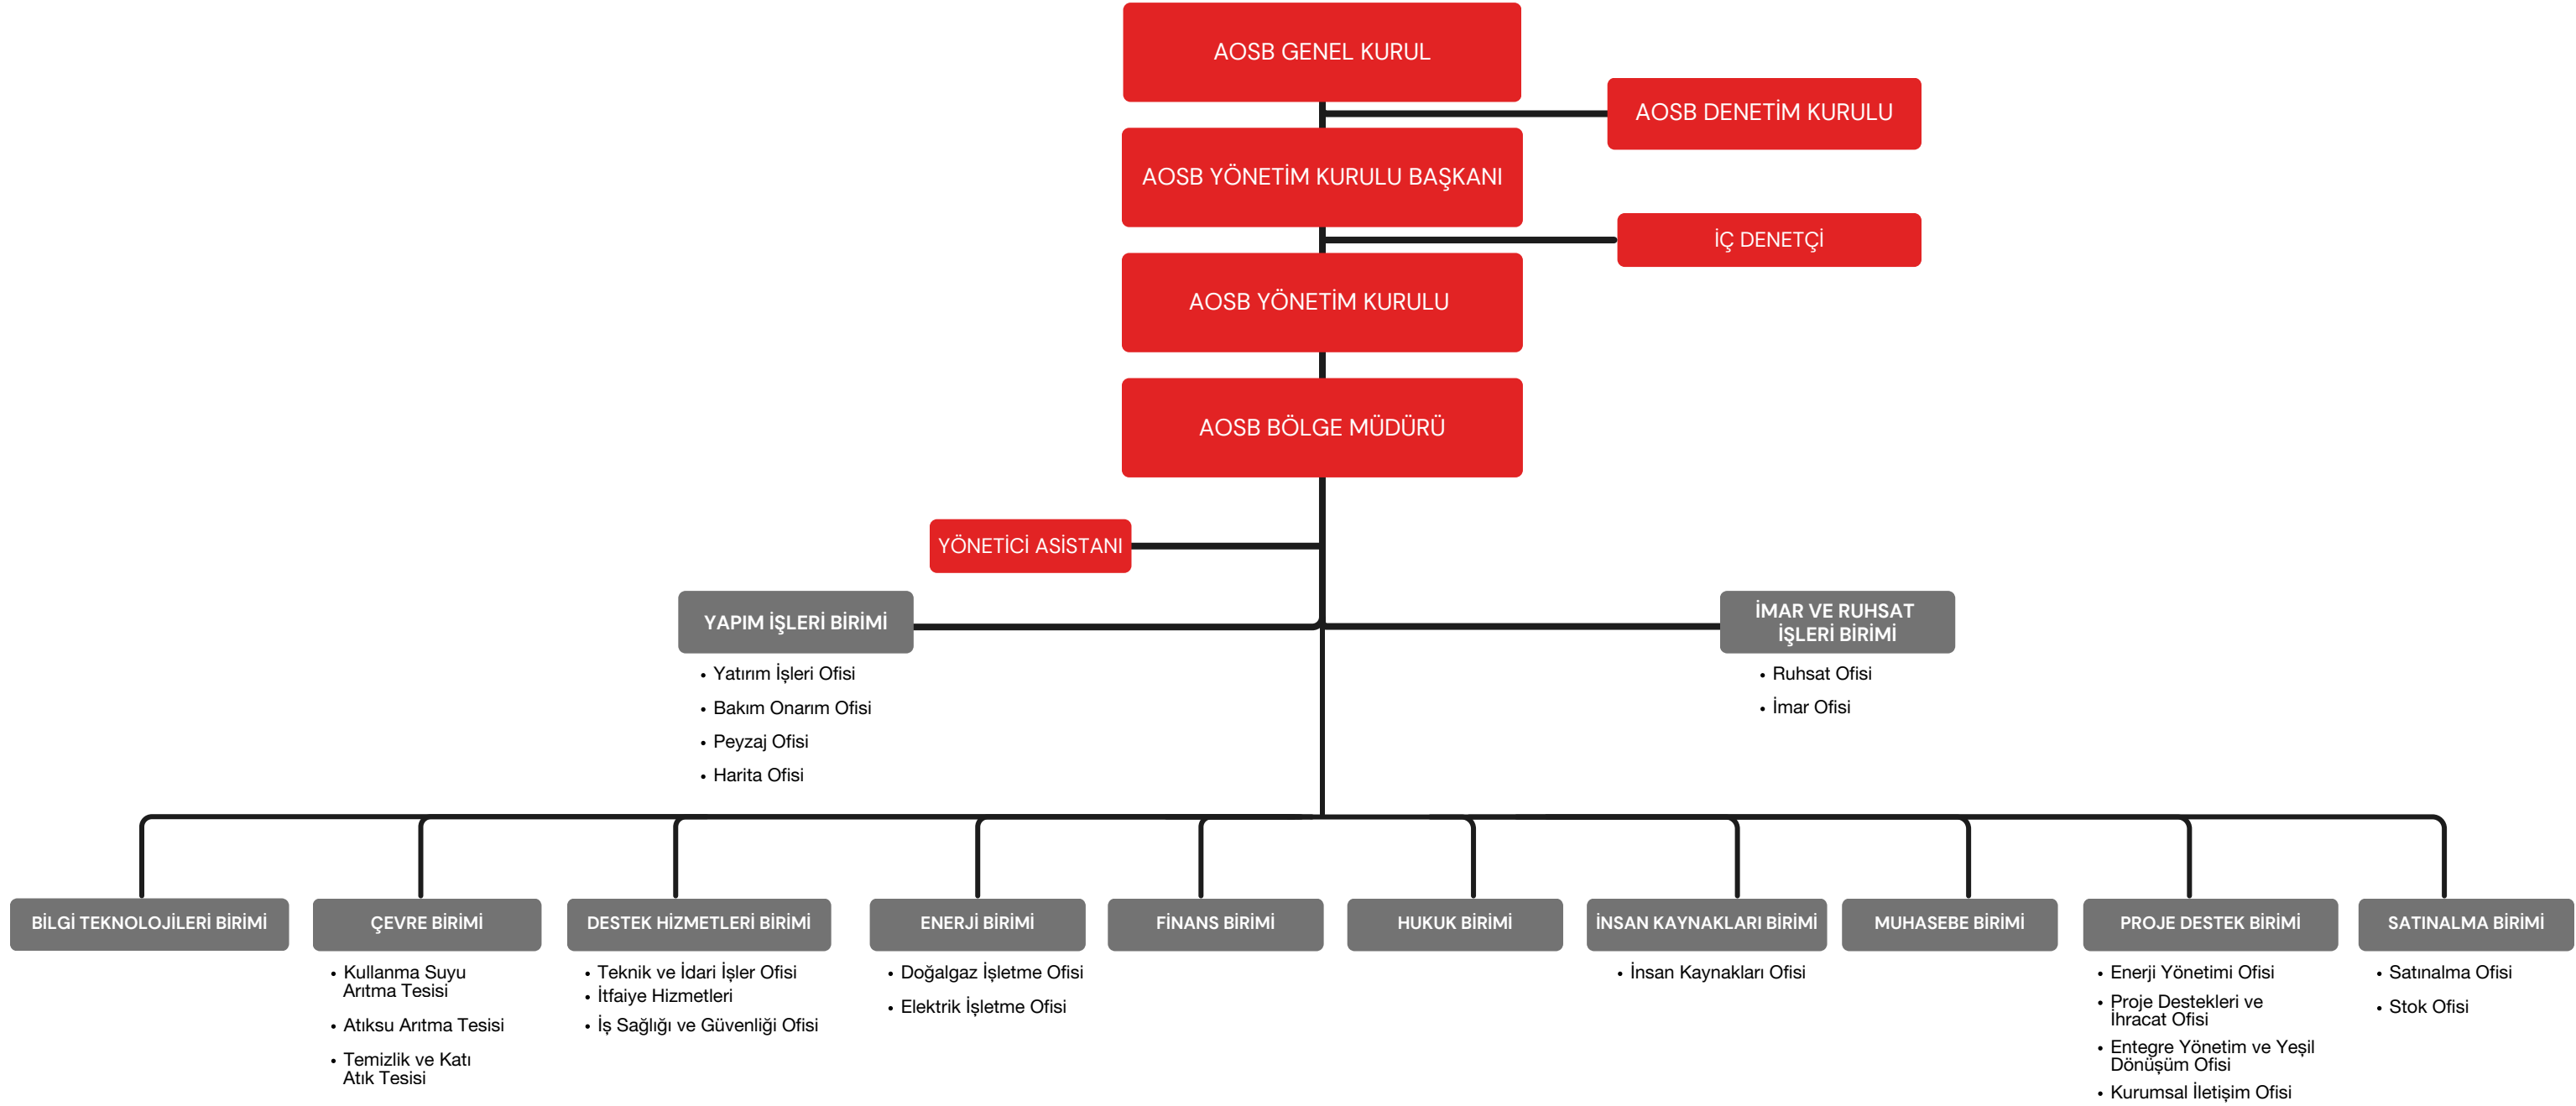 AOSB GENEL KURUL
AOSB DENETİM KURULU
AOSB YÖNETİM KURULU BAŞKANI
İÇ DENETÇİ
AOSB YÖNETİM KURULU
AOSB BÖLGE MÜDÜRÜ
YÖNETİCİ ASİSTANI
YAPIM İŞLERİ BİRİMİ
• Yatırım İşleri Ofisi
• Bakım Onarım Ofisi
• Peyzaj Ofisi
• Harita Ofisi
İMAR VE RUHSAT
İŞLERİ BİRİMİ
• Ruhsat Ofisi
• İmar Ofisi
BİLGİ TEKNOLOJİLERİ BİRİMİ
ÇEVRE BİRİMİ
• Kullanma Suyu
Arıtma Tesisi
• Atıksu Arıtma Tesisi
• Temizlik ve Katı
Atık Tesisi
DESTEK HİZMETLERİ BİRİMİ
• Teknik ve İdari İşler Ofisi
• İtfaiye Hizmetleri
• İş Sağlığı ve Güvenliği Ofisi
ENERJİ BİRİMİ
• Doğalgaz İşletme Ofisi
• Elektrik İşletme Ofisi
FİNANS BİRİMİ
HUKUK BİRİMİ
İNSAN KAYNAKLARI BİRİMİ
• İnsan Kaynakları Ofisi
MUHASEBE BİRİMİ
PROJE DESTEK BİRİMİ
• Enerji Yönetimi Ofisi
• Proje Destekleri ve
İhracat Ofisi
• Entegre Yönetim ve Yeşil
Dönüşüm Ofisi
• Kurumsal İletişim Ofisi
SATINALMA BİRİMİ
• Satınalma Ofisi
• Stok Ofisi